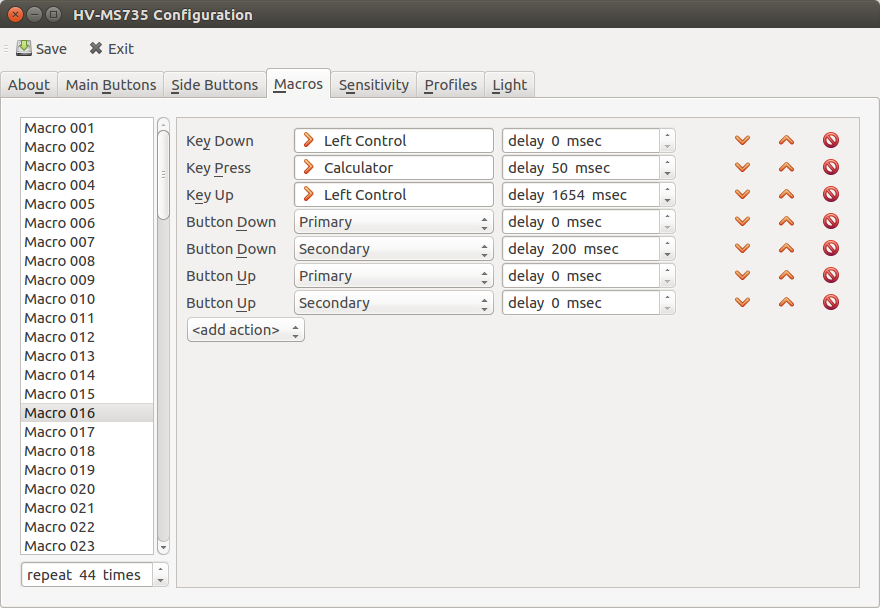 HV-MS735 Configuration
Save Exit
About Main Buttons Side Buttons Macros Sensitivity Profiles Light
Macro 001
Macro 002
Macro 003
Macro 004
Macro 005
Macro 006
Macro 007
Macro 008
Macro 009
Macro 010
Macro 011
Macro 012
Macro 013
Macro 014
Macro 015
Macro 016
Macro 017
Macro 018
Macro 019
Macro 020
Macro 021
Macro 022
Macro 023
repeat 44 times
Key Down Left Control delay 0 msec
Key Press Calculator delay 50 msec
Key Up Left Control delay 1654 msec
Button Down Primary delay 0 msec
Button Down Secondary delay 200 msec
Button Up Primary delay 0 msec
Button Up Secondary delay 0 msec
<add action>